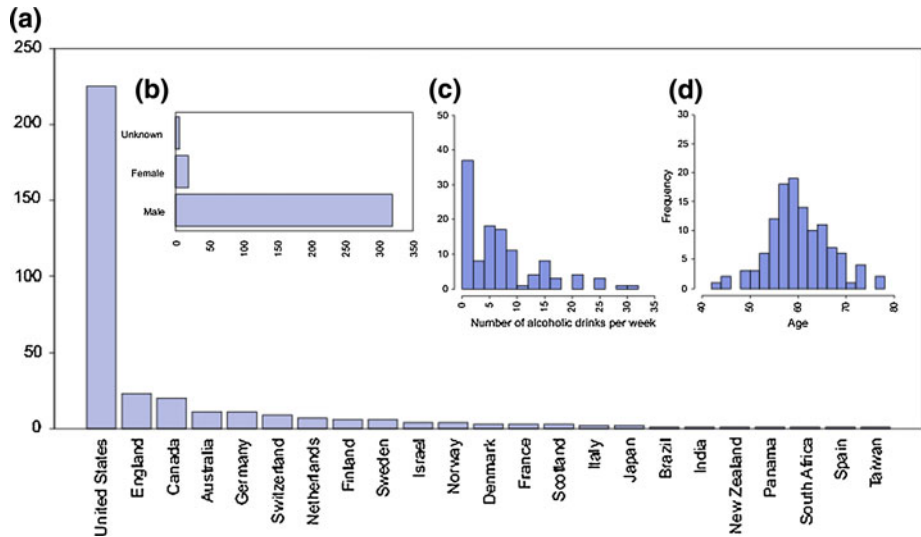 (a)
250
200
150
100
50
0
United States
England
Canada
Australia
Germany
Switzerland
Netherlands
Finland
Sweden
Israel
Norway
Denmark
France
Scotland
Italy
Japan
Brazil
India
New Zealand
Panama
South Africa
Spain
Taiwan
(b)
Unknown
Female
Male
0
50
100
150
200
250
300
350
(c)
50
40
30
20
10
0
0 5 10 15 20 25 30 35
Number of alcoholic drinks per week
(d)
Frequency
30
25
20
15
10
5
0
40 50 60 70 80
Age